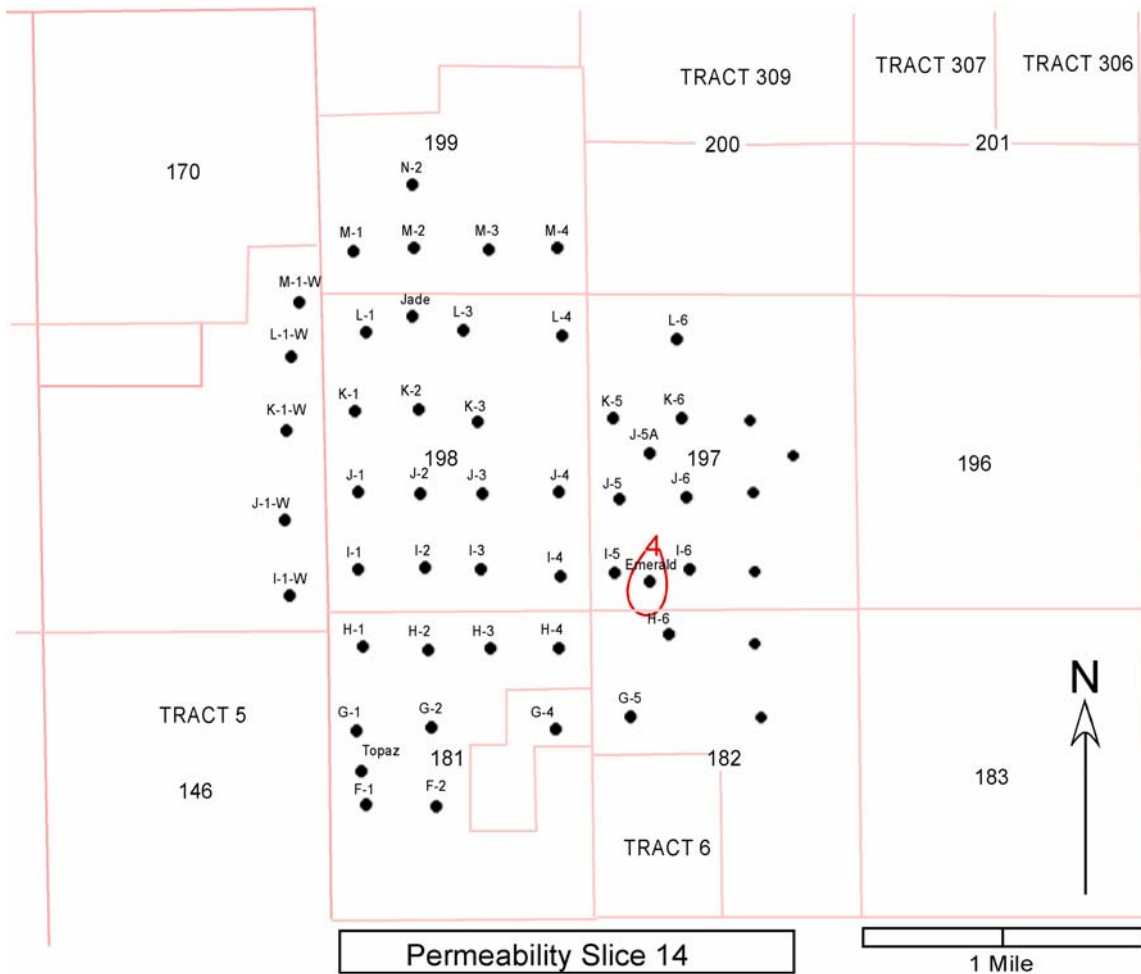 TRACT 309
TRACT 307
TRACT 306
199
200
201
170
N-2
M-1
M-2
M-3
M-4
M-1-W
Jade
L-1
L-3
L-4
L-6
L-1-W
K-1
K-2
K-3
K-5
K-6
K-1-W
J-5A
198
197
196
J-1
J-2
J-3
J-4
J-5
J-6
J-1-W
I-1
I-2
I-3
I-4
I-5
A
I-6
Emerald
I-1-W
H-1
H-2
H-3
H-4
H-6
N
TRACT 5
G-1
G-2
G-4
G-5
Topaz
181
182
183
146
F-1
F-2
TRACT 6
Permeability Slice 14
1 Mile